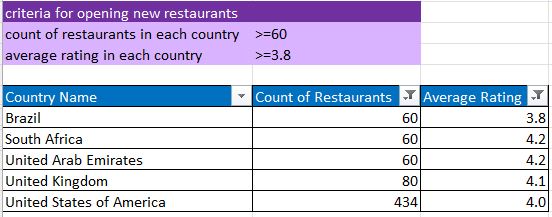 criteria for opening new restaurants
count of restaurants in each country >=60
average rating in each country >=3.8
Country Name Count of Restaurants Average Rating
Brazil 60 3.8
South Africa 60 4.2
United Arab Emirates 60 4.2
United Kingdom 80 4.1
United States of America 434 4.0